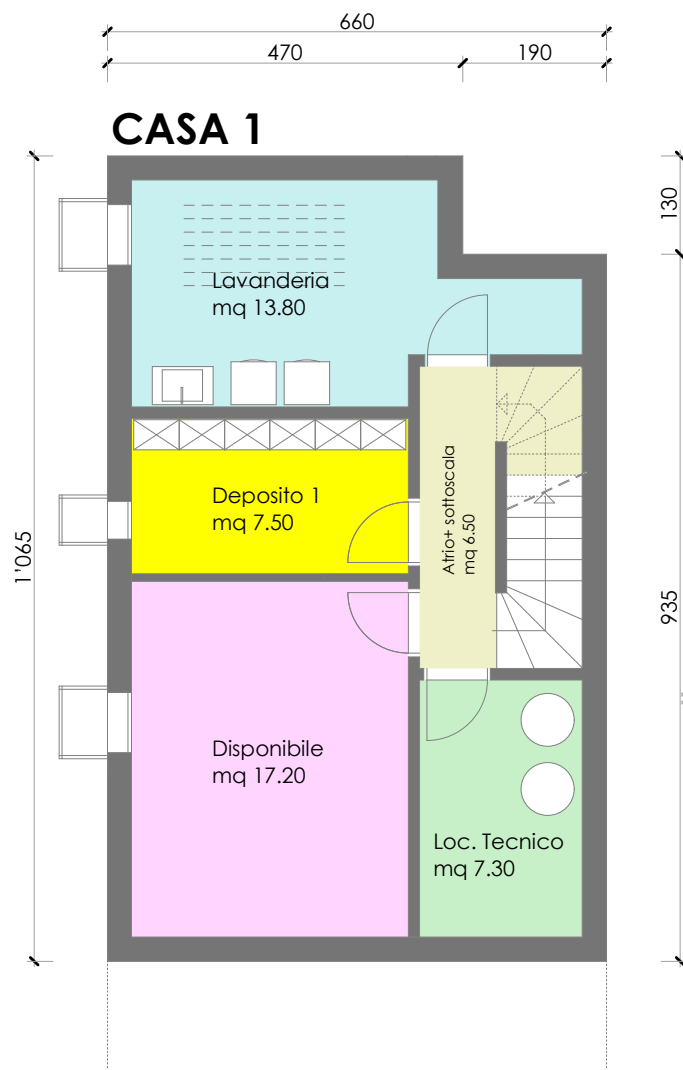 660
470
190
CASA 1
130
Lavanderia
mq 13.80
Deposito 1
mq 7.50
Atrio+ sottoscala
mq 6.50
1'065
935
Disponibile
mq 17.20
Loc. Tecnico
mq 7.30